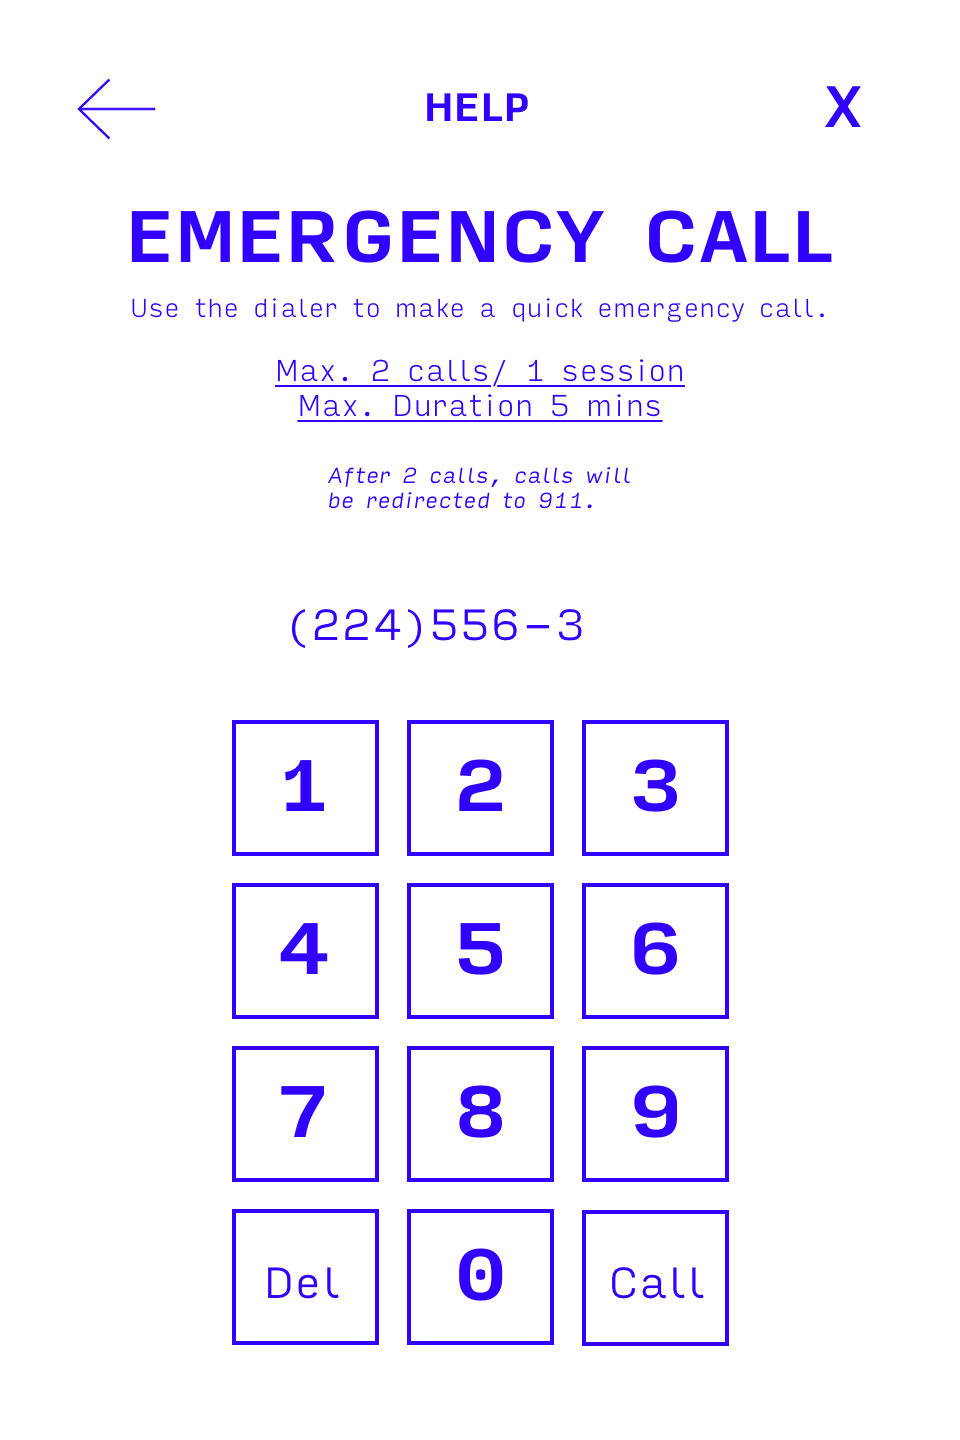 HELP
X
EMERGENCY CALL
Use the dialer to make a quick emergency call.
Max. 2 calls/ 1 session
Max. Duration 5 mins
After 2 calls, calls will
be redirected to 911.
(224)556-3
1 2 3
4 5 6
7 8 9
Del 0 Call